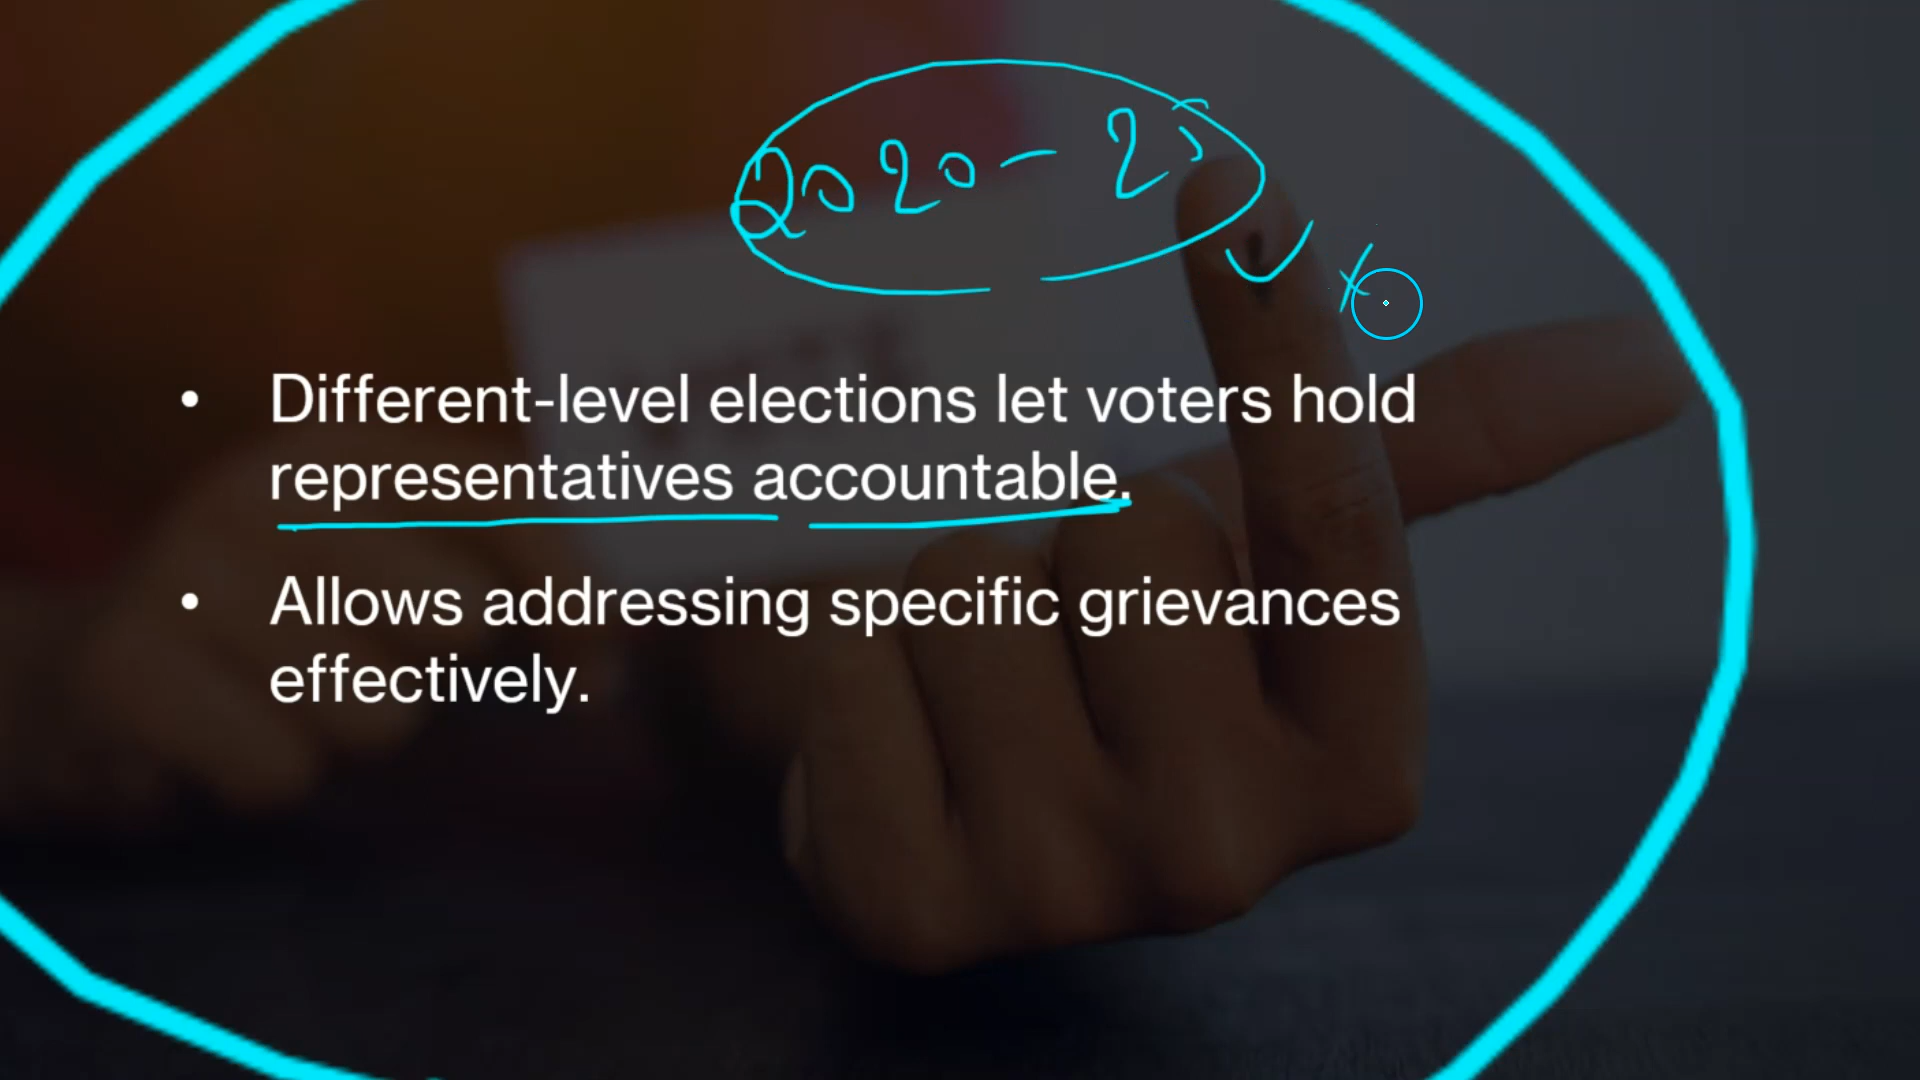 2020 - 25
• Different-level elections let voters hold
representatives accountable.
• Allows addressing specific grievances
effectively.